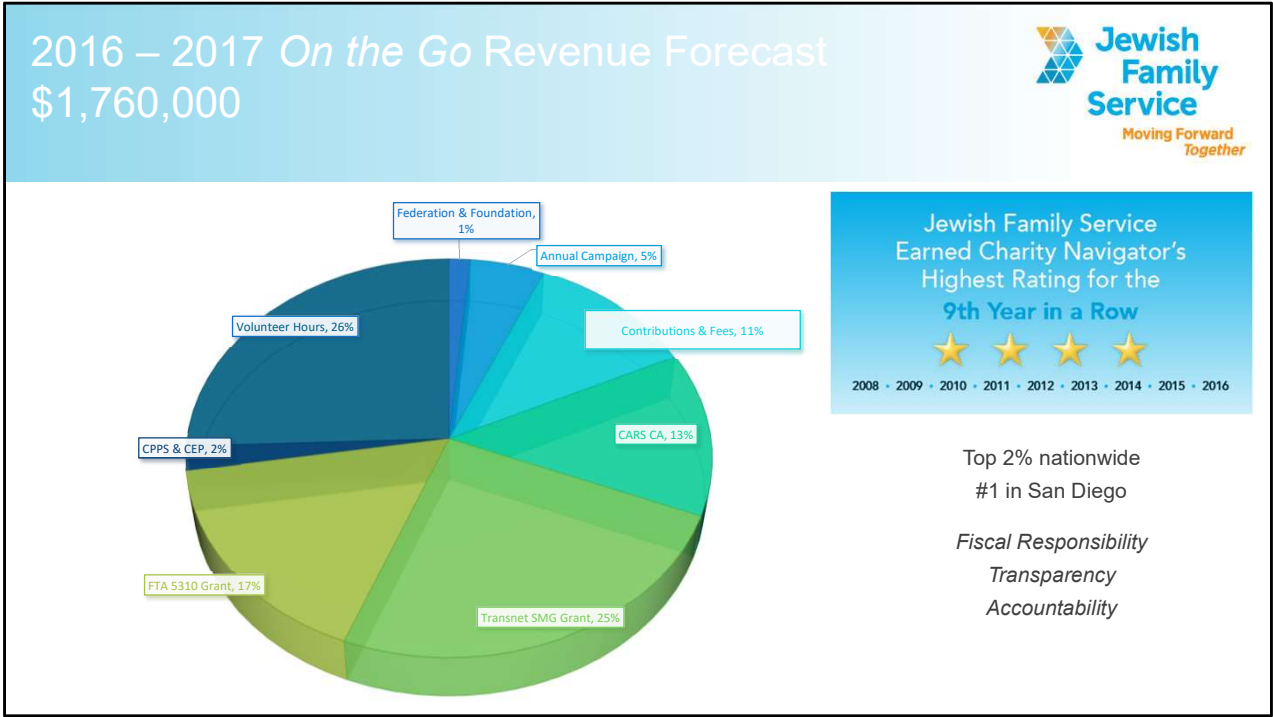 2016 – 2017 On the Go Revenue Forecast
$1,760,000
Jewish
Family
Service
Moving Forward
Together
Federation & Foundation,
1%
Annual Campaign, 5%
Contributions & Fees, 11%
CARS CA, 13%
Transnet SMG Grant, 25%
FTA 5310 Grant, 17%
CPPS & CEP, 2%
Volunteer Hours, 26%
Jewish Family Service
Earned Charity Navigator's
Highest Rating for the
9th Year in a Row
2008 • 2009 • 2010 • 2011 • 2012 • 2013 • 2014 • 2015 • 2016
Top 2% nationwide
#1 in San Diego
Fiscal Responsibility
Transparency
Accountability